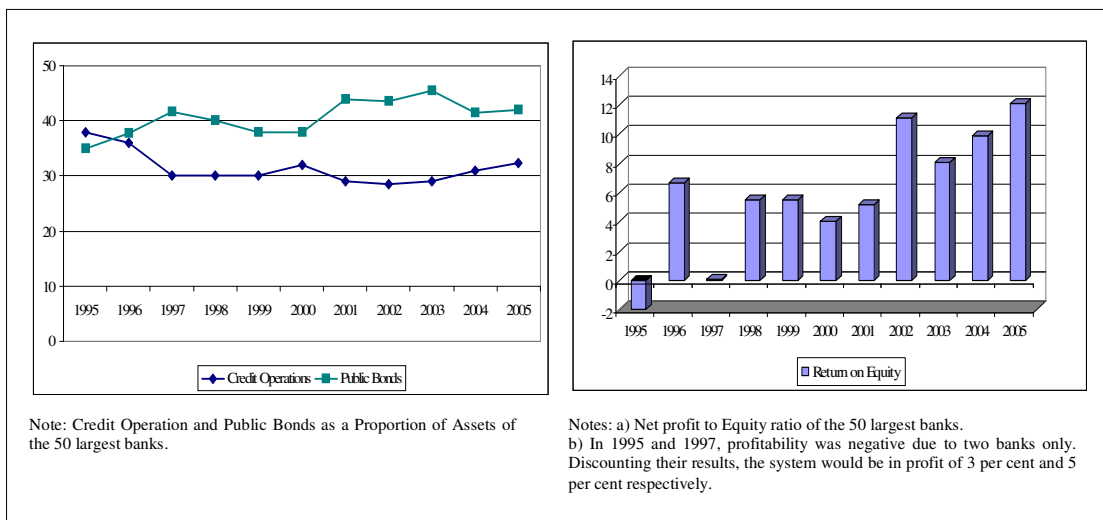 50
40
30
20
10
0
1995 1996 1997 1998 1999 2000 2001 2002 2003 2004 2005
Credit Operations Public Bonds
Note: Credit Operation and Public Bonds as a Proportion of Assets of
the 50 largest banks.
14
12
10
8
6
4
2
0
-2
1995 1996 1997 1998 1999 2000 2001 2002 2003 2004 2005
Return on Equity
Notes: a) Net profit to Equity ratio of the 50 largest banks.
b) In 1995 and 1997, profitability was negative due to two banks only.
Discounting their results, the system would be in profit of 3 per cent and 5
per cent respectively.